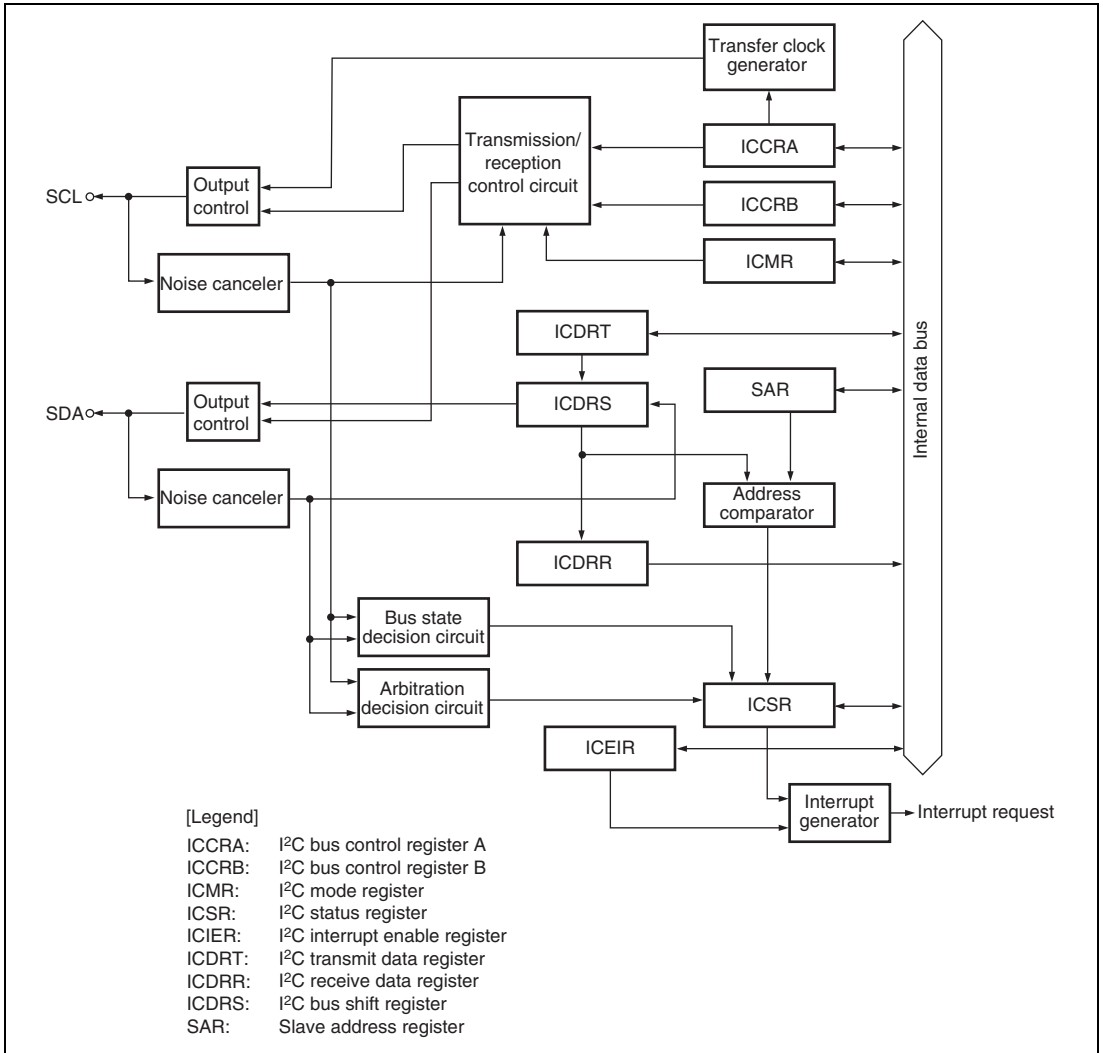 Transfer clock
generator
Transmission/
reception
control circuit
ICCRA
Output
control
SCL
ICCRB
ICMR
Noise canceler
ICDRT
Internal data bus
SAR
ICDRS
Output
control
SDA
Noise canceler
Address
comparator
ICDRR
Bus state
decision circuit
Arbitration
decision circuit
ICSR
ICEIR
Interrupt
generator
Interrupt request
[Legend]
ICCRA: I²C bus control register A
ICCRB: I²C bus control register B
ICMR: I²C mode register
ICSR: I²C status register
ICIER: I²C interrupt enable register
ICDRT: I²C transmit data register
ICDRR: I²C receive data register
ICDRS: I²C bus shift register
SAR: Slave address register